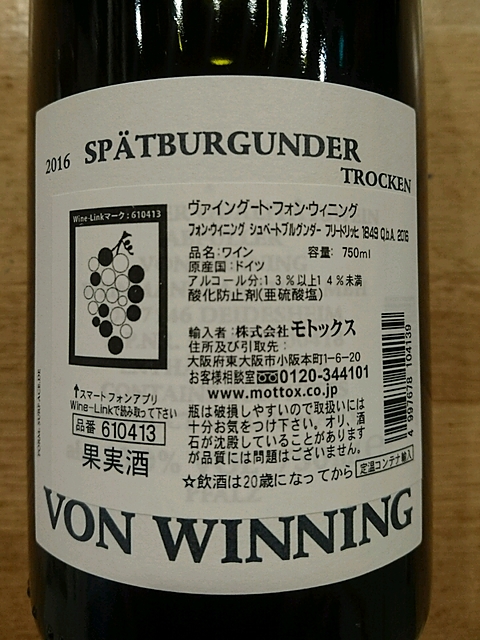 2016 SPÄTBURGUNDER
TROCKEN
Wine-Linkマーク：610413
ヴァイングート・フォン・ウィニング
フォン・ウィニング シュペートブルグンダー フリードリッヒ 1849 Q.b.A. 2016
品名：ワイン 容量： 750ml
原産国：ドイツ
アルコール分：13％以上14％未満
酸化防止剤(亜硫酸塩)
輸入者：株式会社 モトックス
住所及び引取先：
大阪府東大阪市小阪本町1-6-20
お客様相談室 0120-344101
www.mottox.co.jp
↑スマートフォンアプリ
Wine-Linkで読み取って下さい
品番 610413
果実酒
瓶は破損しやすいので取扱いには
十分お気をつけ下さい。オリ、酒
石が沈殿していることがあります
が品質には問題はございません。
☆飲酒は20歳になってから 定温コンテナ輸入
4 997678 104139
PFALZ
VON WINNING